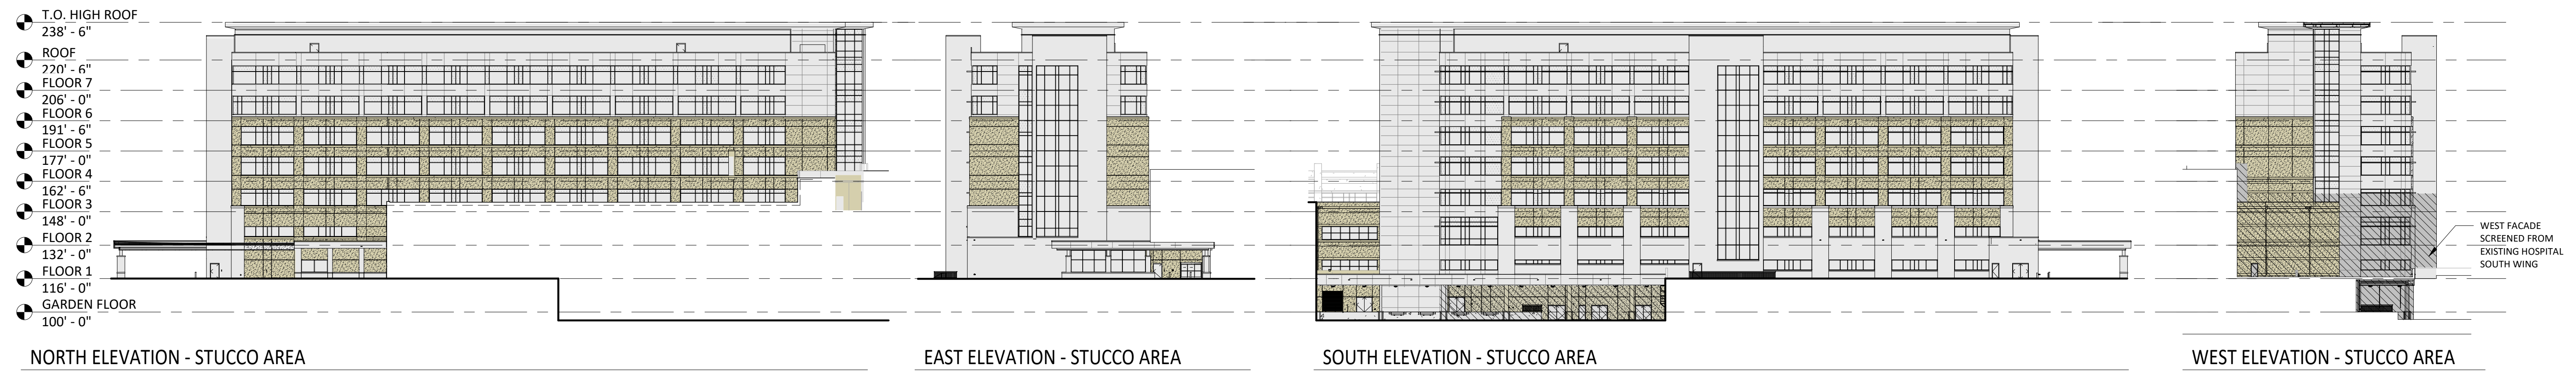 T.O. HIGH ROOF
238' - 6"
ROOF
220' - 6"
FLOOR 7
206' - 0"
FLOOR 6
191' - 6"
FLOOR 5
177' - 0"
FLOOR 4
162' - 6"
FLOOR 3
148' - 0"
FLOOR 2
132' - 0"
FLOOR 1
116' - 0"
GARDEN FLOOR
100' - 0"
WEST FACADE
SCREENED FROM
EXISTING HOSPITAL
SOUTH WING
NORTH ELEVATION - STUCCO AREA
EAST ELEVATION - STUCCO AREA
SOUTH ELEVATION - STUCCO AREA
WEST ELEVATION - STUCCO AREA